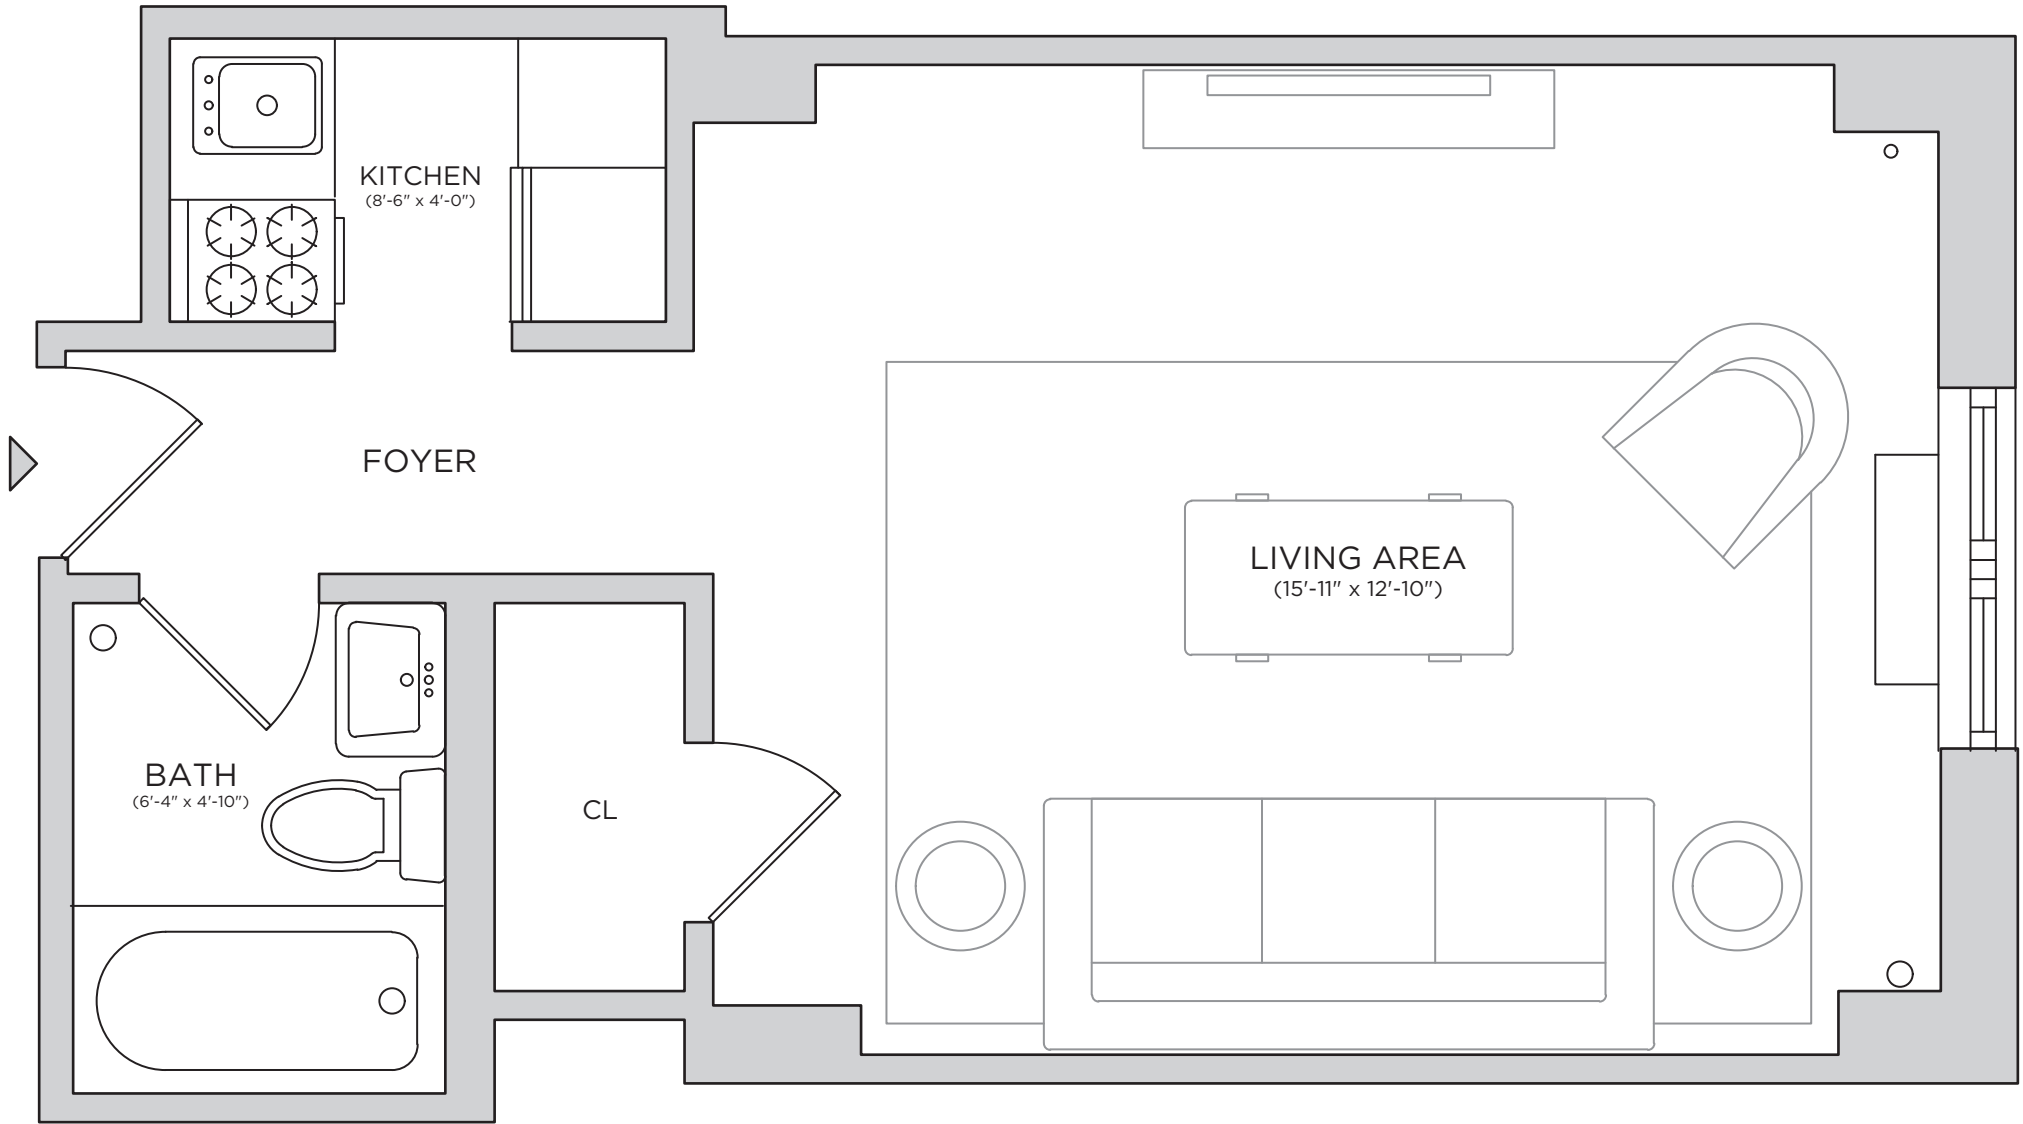 KITCHEN
(8'-6" x 4'-0")
FOYER
LIVING AREA
(15'-11" x 12'-10")
BATH
(6'-4" x 4'-10")
CL